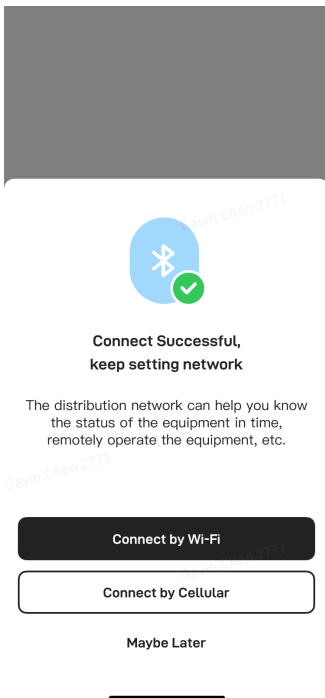 Gavin.Chen 2771
Connect Successful,
keep setting network
The distribution network can help you know
the status of the equipment in time,
remotely operate the equipment, etc.
Gavin.Chen 2771
Connect by Wi-Fi
Gavin.Chen 2771
Connect by Cellular
Maybe Later